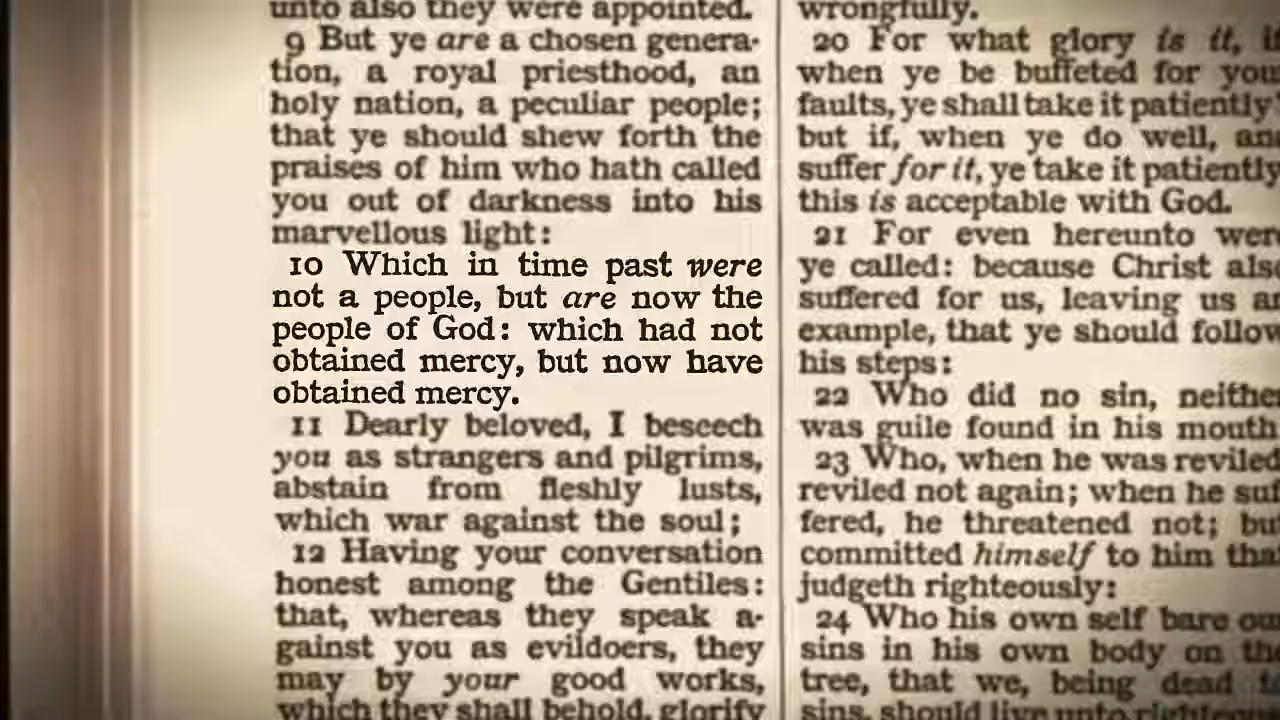 unto also they were appointed.
9 But ye are a chosen genera-
tion, a royal priesthood, an
holy nation, a peculiar people;
that ye should shew forth the
praises of him who hath called
you out of darkness into his
marvellous light:
10 Which in time past were
not a people, but are now the
people of God: which had not
obtained mercy, but now have
obtained mercy.
11 Dearly beloved, I beseech
you as strangers and pilgrims,
abstain from fleshly lusts,
which war against the soul;
12 Having your conversation
honest among the Gentiles:
that, whereas they speak a-
gainst you as evildoers, they
may by your good works,
which they shall behold, glorify
wrongfully.
20 For what glory is it, if
when ye be buffeted for your
faults, ye shall take it patiently
but if, when ye do well, and
suffer for it, ye take it patiently
this is acceptable with God.
21 For even hereunto were
ye called: because Christ also
suffered for us, leaving us an
example, that ye should follow
his steps:
22 Who did no sin, neither
was guile found in his mouth
23 Who, when he was reviled
reviled not again; when he suf
fered, he threatened not; but
committed himself to him that
judgeth righteously:
24 Who his own self bare our
sins in his own body on the
tree, that we, being dead to
sins, should live unto righteous